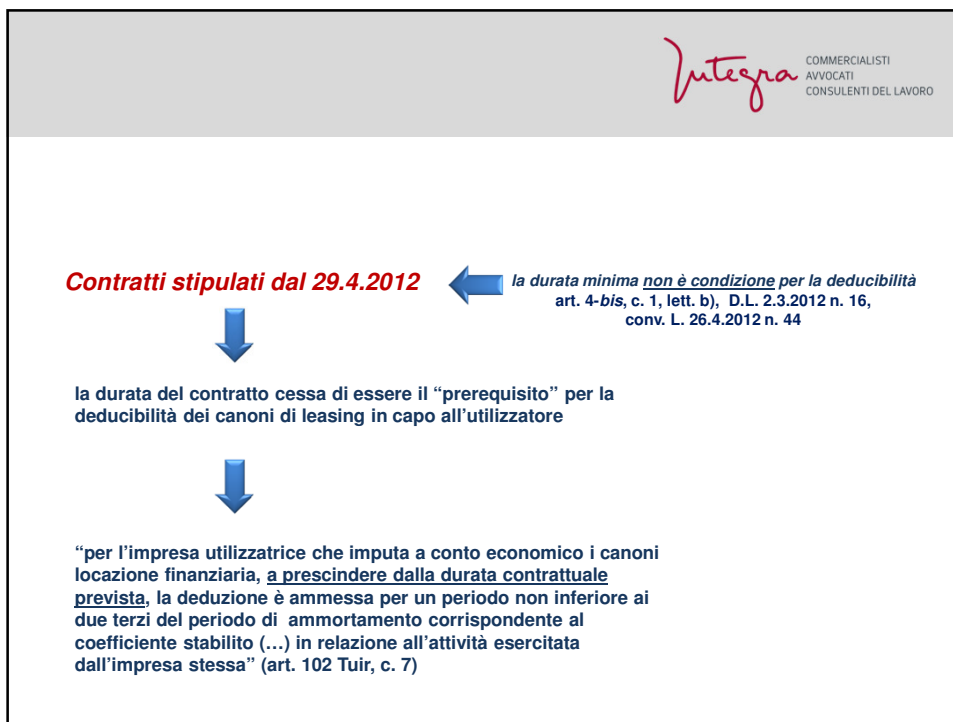 Integra
COMMERCIALISTI
AVVOCATI
CONSULENTI DEL LAVORO
Contratti stipulati dal 29.4.2012
la durata minima non è condizione per la deducibilità
art. 4-bis, c. 1, lett. b), D.L. 2.3.2012 n. 16,
conv. L. 26.4.2012 n. 44
la durata del contratto cessa di essere il “prerequisito” per la
deducibilità dei canoni di leasing in capo all’utilizzatore
“per l’impresa utilizzatrice che imputa a conto economico i canoni
locazione finanziaria, a prescindere dalla durata contrattuale
prevista, la deduzione è ammessa per un periodo non inferiore ai
due terzi del periodo di ammortamento corrispondente al
coefficiente stabilito (…) in relazione all’attività esercitata
dall’impresa stessa” (art. 102 Tuir, c. 7)